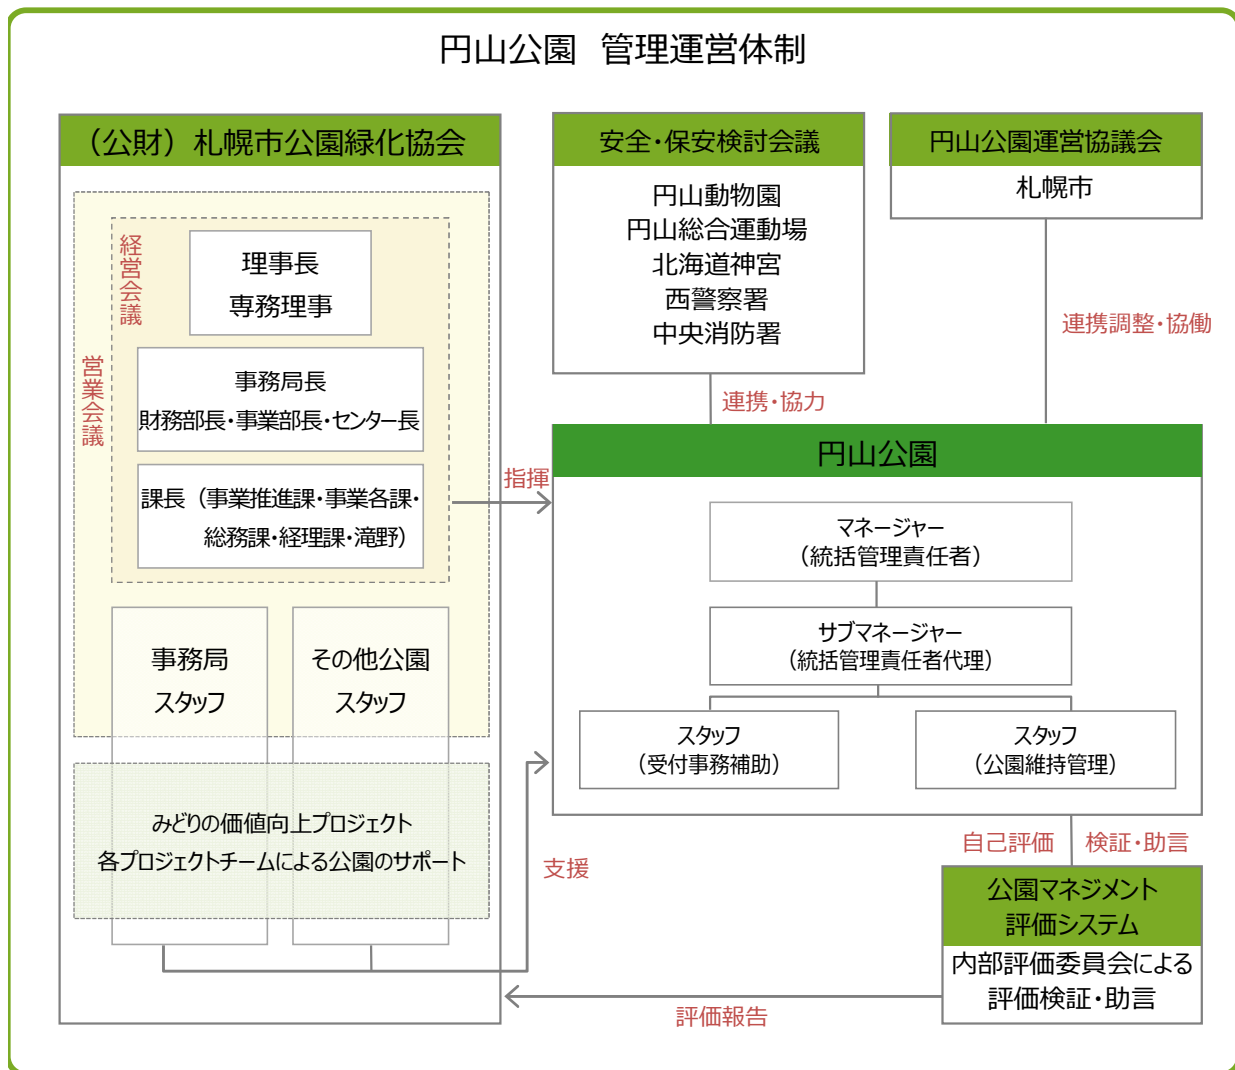 円山公園 管理運営体制
（公財）札幌市公園緑化協会
経営会議
営業会議
理事長
専務理事
事務局長
財務部長・事業部長・センター長
課長（事業推進課・事業各課・
総務課・経理課・滝野）
事務局
スタッフ
その他公園
スタッフ
みどりの価値向上プロジェクト
各プロジェクトチームによる公園のサポート
安全・保安検討会議
円山動物園
円山総合運動場
北海道神宮
西警察署
中央消防署
円山公園運営協議会
札幌市
連携調整・協働
連携・協力
指揮
円山公園
マネージャー
（統括管理責任者）
サブマネージャー
（統括管理責任者代理）
スタッフ
（受付事務補助）
スタッフ
（公園維持管理）
支援
自己評価
検証・助言
公園マネジメント
評価システム
内部評価委員会による
評価検証・助言
評価報告